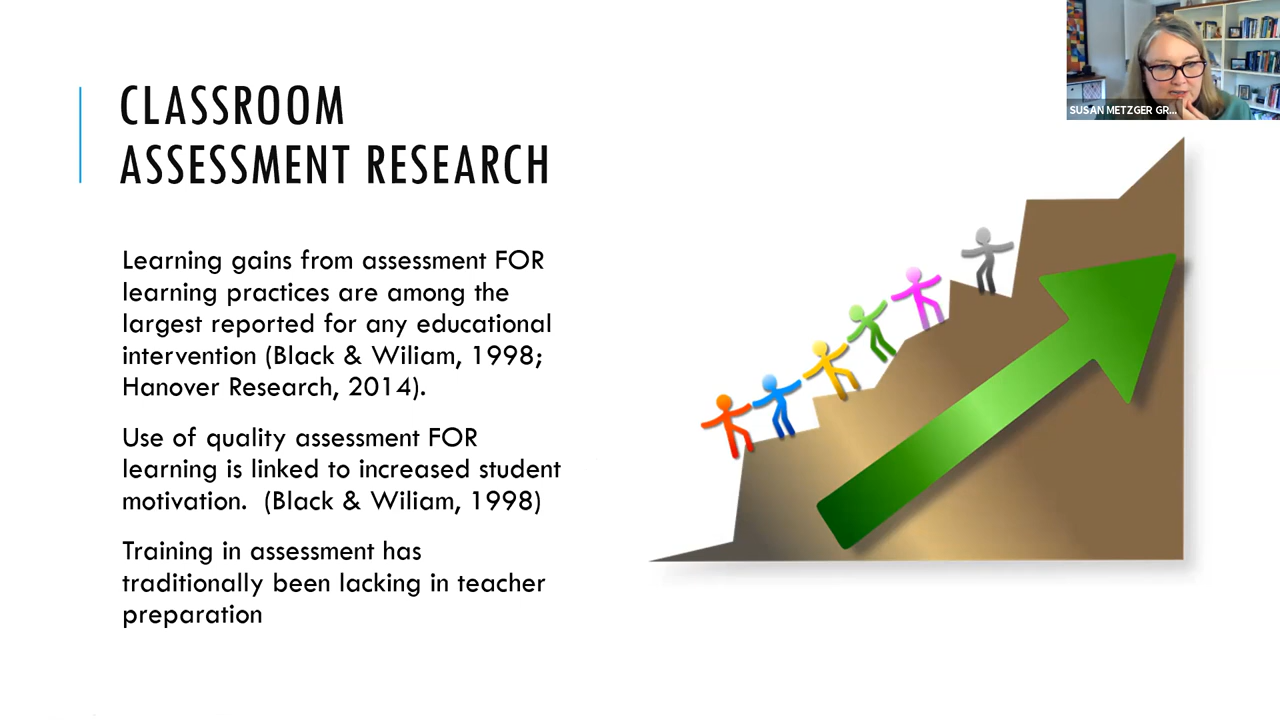 CLASSROOM
ASSESSMENT RESEARCH
Learning gains from assessment FOR
learning practices are among the
largest reported for any educational
intervention (Black & Wiliam, 1998;
Hanover Research, 2014).
Use of quality assessment FOR
learning is linked to increased student
motivation.  (Black & Wiliam, 1998)
Training in assessment has
traditionally been lacking in teacher
preparation
SUSAN METZGER GR...